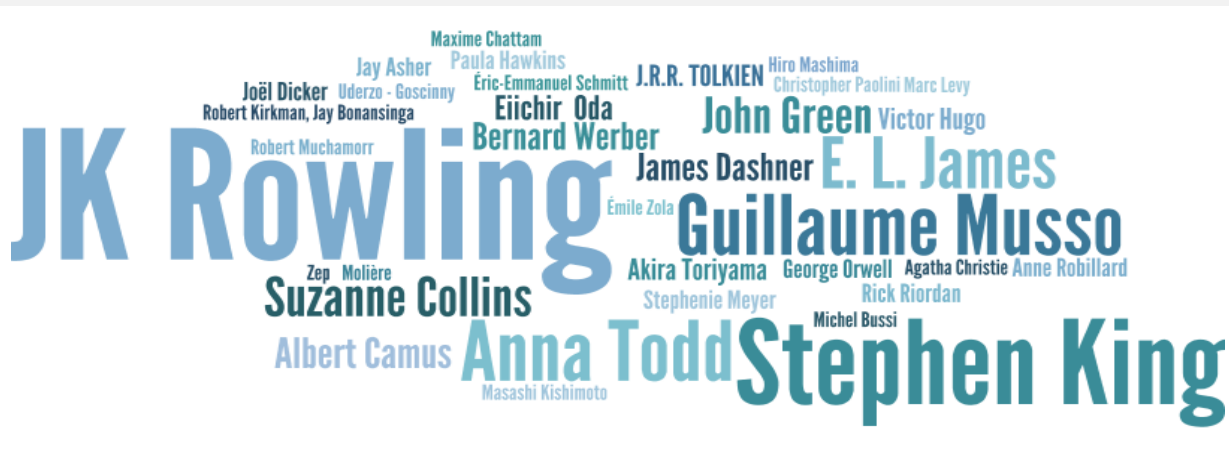 Maxime Chattam
Jay Asher
Paula Hawkins
Joël Dicker
Uderzo - Goscinny
Éric-Emmanuel Schmitt
J.R.R. TOLKIEN
Hiro Mashima
Christopher Paolini Marc Levy
Robert Kirkman, Jay Bonansinga
Eiichir Oda
John Green
Victor Hugo
Robert Muchamorr
Bernard Werber
JK Rowling
James Dashner
E. L. James
Émile Zola
Guillaume Musso
Zep
Molière
Akira Toriyama
George Orwell
Agatha Christie
Anne Robillard
Suzanne Collins
Stephenie Meyer
Rick Riordan
Michel Bussi
Albert Camus
Anna Todd
Stephen King
Masashi Kishimoto